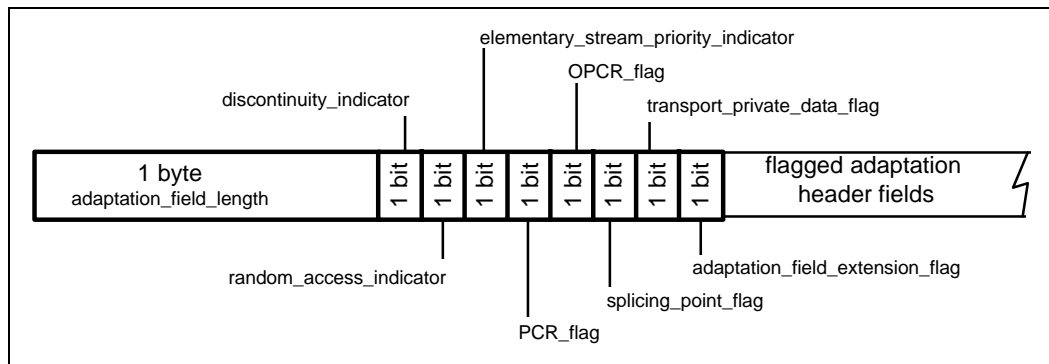 elementary_stream_priority_indicator
OPCR_flag
discontinuity_indicator
transport_private_data_flag
1 byte
adaptation_field_length
1 bit
1 bit
1 bit
1 bit
1 bit
1 bit
1 bit
1 bit
flagged adaptation
header fields
random_access_indicator
adaptation_field_extension_flag
splicing_point_flag
PCR_flag